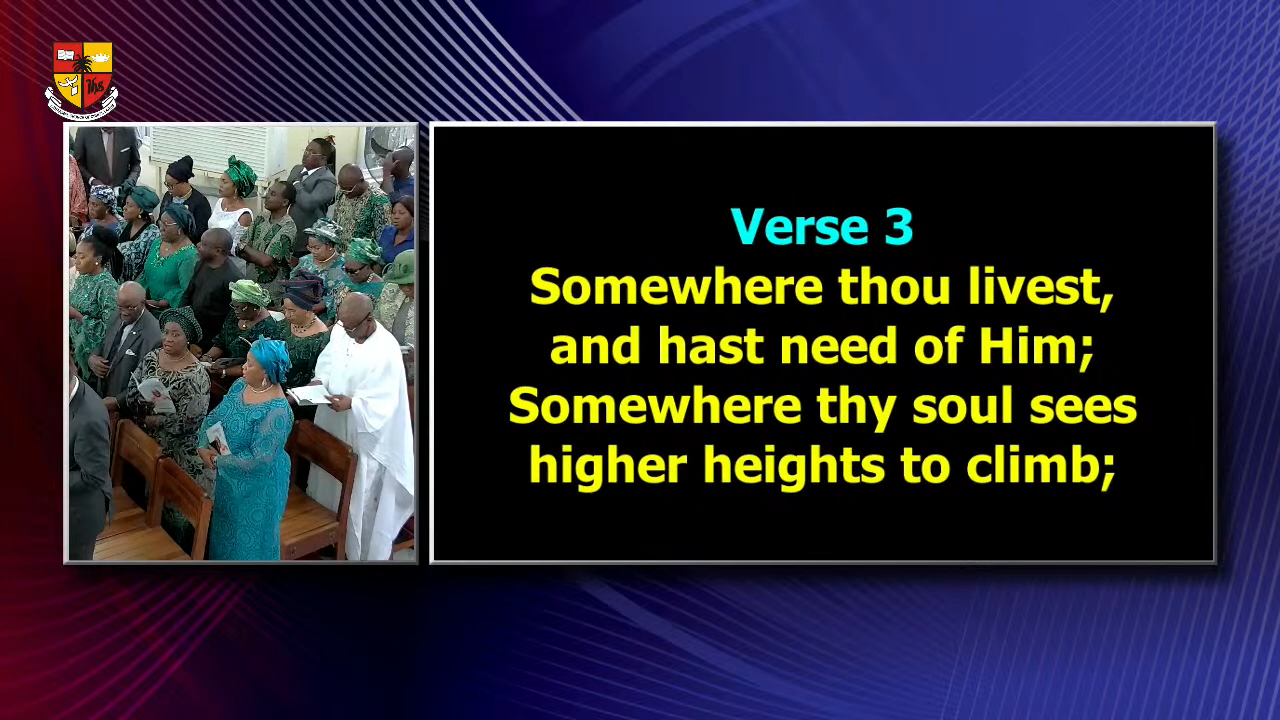 Verse 3
Somewhere thou livest,
and hast need of Him;
Somewhere thy soul sees
higher heights to climb;